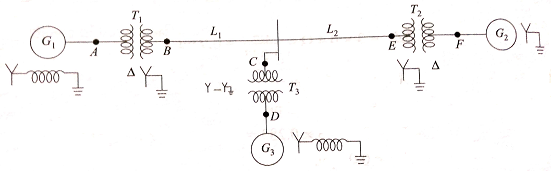 T1 T2
G1 A B L1 L2 E F G2
Δ C Δ
Y – Y T3
D
G3